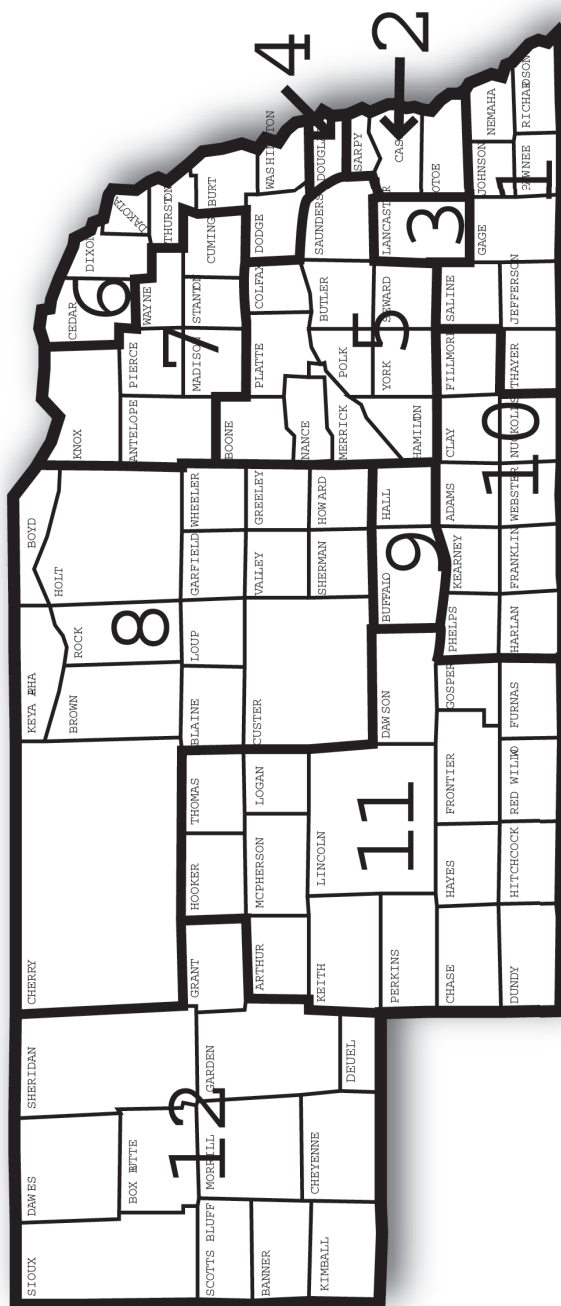 SIOUX
DAWES
SHERIDAN
CHERRY
KEYA PAHA
BOYD
BROWN
ROCK
HOLT
KNOX
CEDAR
DIXON
DAKOTA
6
BOX BUTTE
8
ANTELOPE
PIERCE
WAYNE
THURSTON
7
12
SCOTTS BLUFF
MORRILL
GARDEN
GRANT
HOOKER
THOMAS
BLAINE
LOUP
GARFIELD
WHEELER
BOONE
MADISON
STANTON
CUMING
BURT
BANNER
ARTHUR
MCPHERSON
LOGAN
CUSTER
VALLEY
GREELEY
PLATTE
COLFAX
DODGE
WASHINGTON
4
KIMBALL
CHEYENNE
DEUEL
KEITH
LINCOLN
SHERMAN
HOWARD
NANCE
MERRICK
POLK
BUTLER
SAUNDERS
DOUGLAS
SARPY
PERKINS
11
DAWSON
BUFFALO
9
HALL
HAMILTON
YORK
SEWARD
5
LANCASTER
3
CASS
2
OTOE
CHASE
HAYES
FRONTIER
GOSPER
PHELPS
KEARNEY
ADAMS
CLAY
FILLMORE
SALINE
GAGE
JOHNSON
NEMAHA
DUNDY
HITCHCOCK
RED WILLOW
FURNAS
HARLAN
FRANKLIN
WEBSTER
NUCKOLLS
10
THAYER
JEFFERSON
PAWNEE
1
RICHARDSON